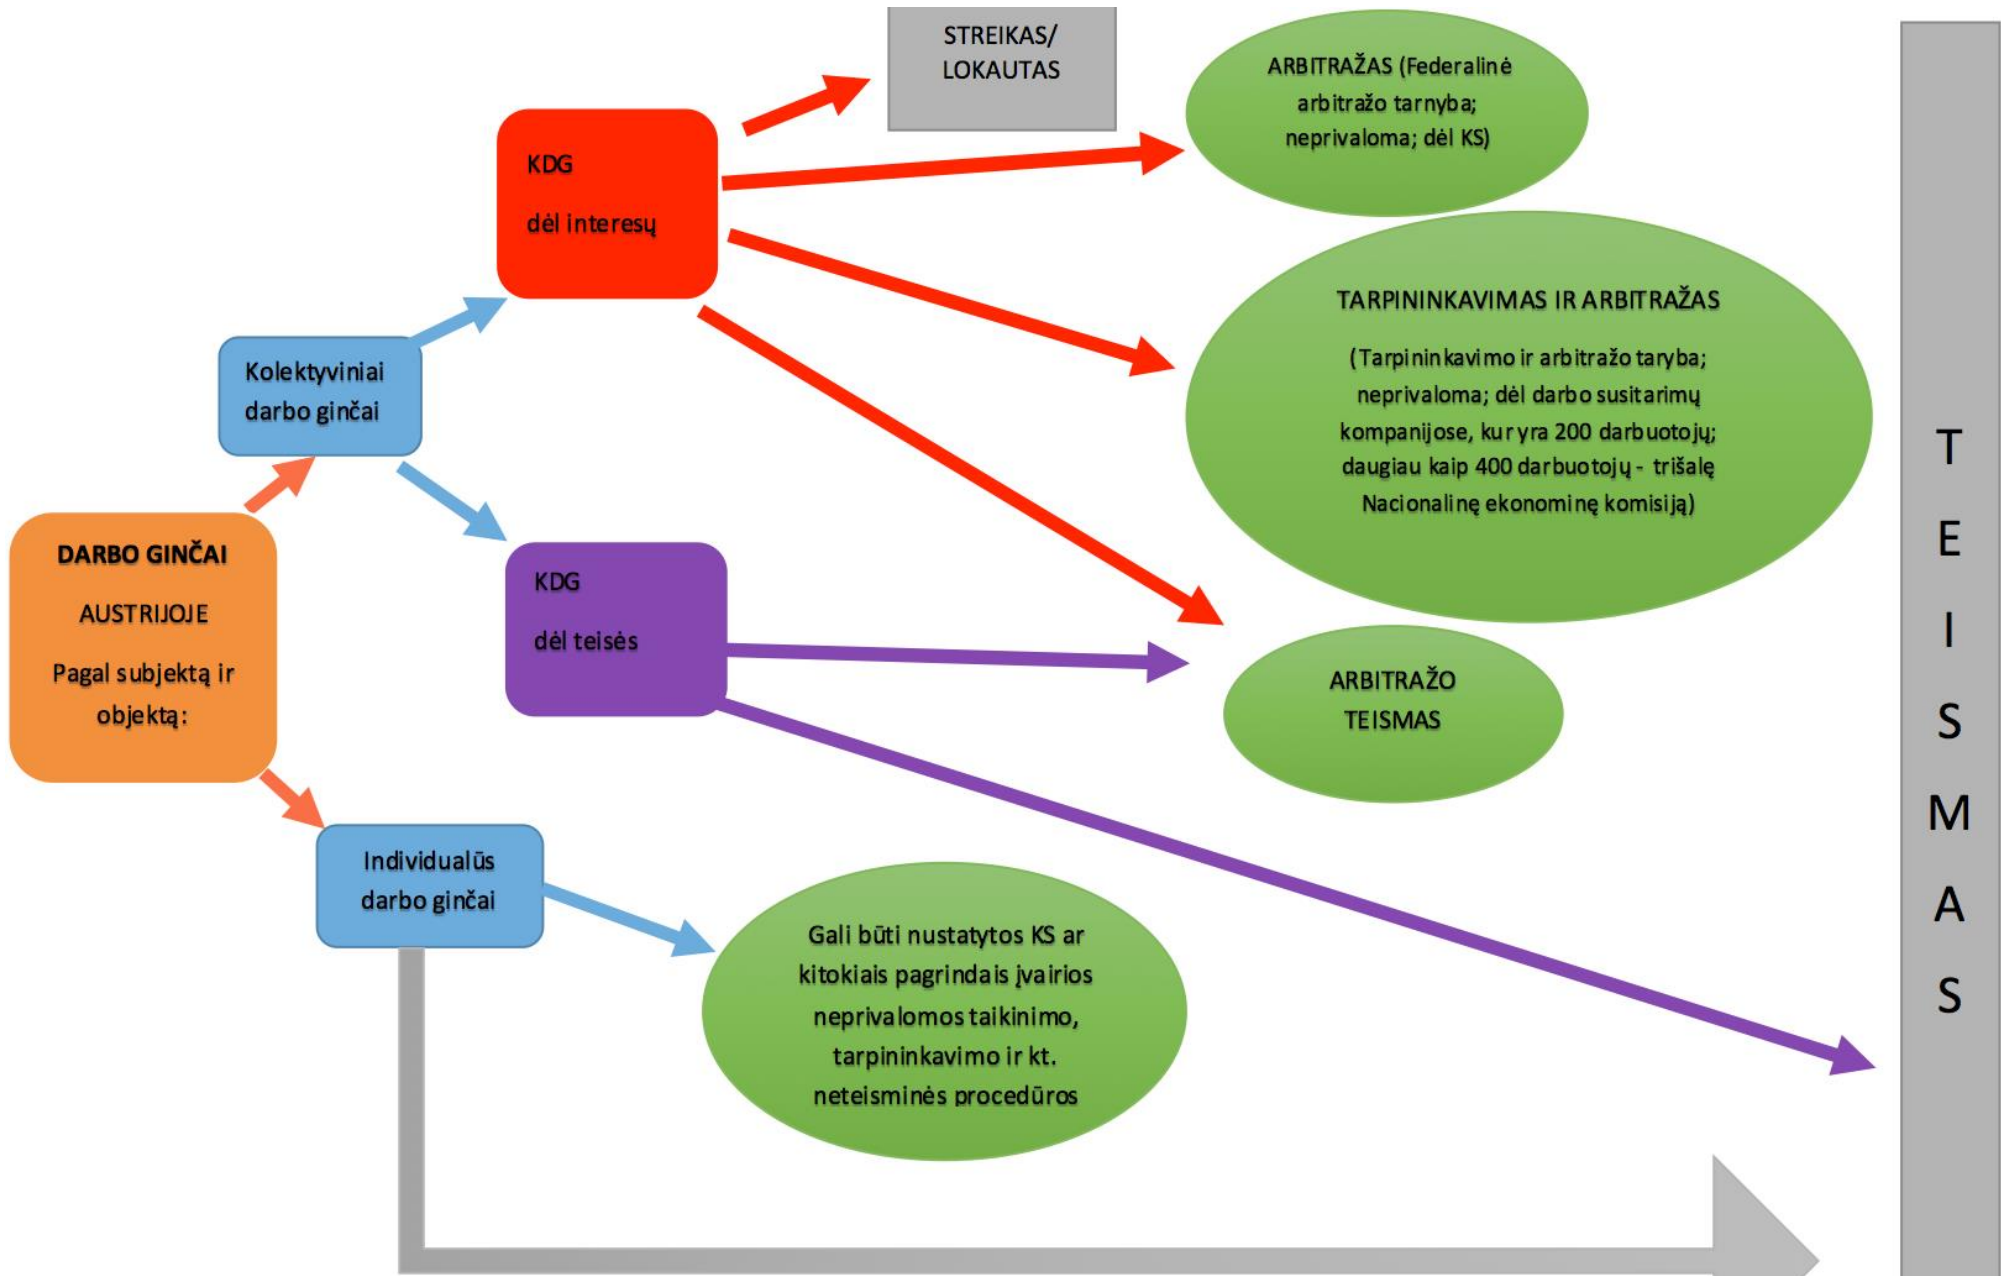 STREIKAS/
LOKAUTAS
ARBITRAŽAS (Federalinė
arbitražo tarnyba;
neprivaloma; dėl KS)
KDG
dėl interesų
TARPININKAVIMAS IR ARBITRAŽAS
(Tarpininkavimo ir arbitražo taryba;
neprivaloma; dėl darbo susitarimų
kompanijose, kur yra 200 darbuotojų;
daugiau kaip 400 darbuotojų - trišalę
Nacionalinę ekonominę komisiją)
Kolektyviniai
darbo ginčai
DARBO GINČAI
AUSTRIJOJE
Pagal subjektą ir
objektą:
KDG
dėl teisės
ARBITRAŽO
TEISMAS
Individualūs
darbo ginčai
Gali būti nustatytos KS ar
kitokiais pagrindais įvairios
neprivalomos taikinimo,
tarpininkavimo ir kt.
neteisminės procedūros
T
E
I
S
M
A
S